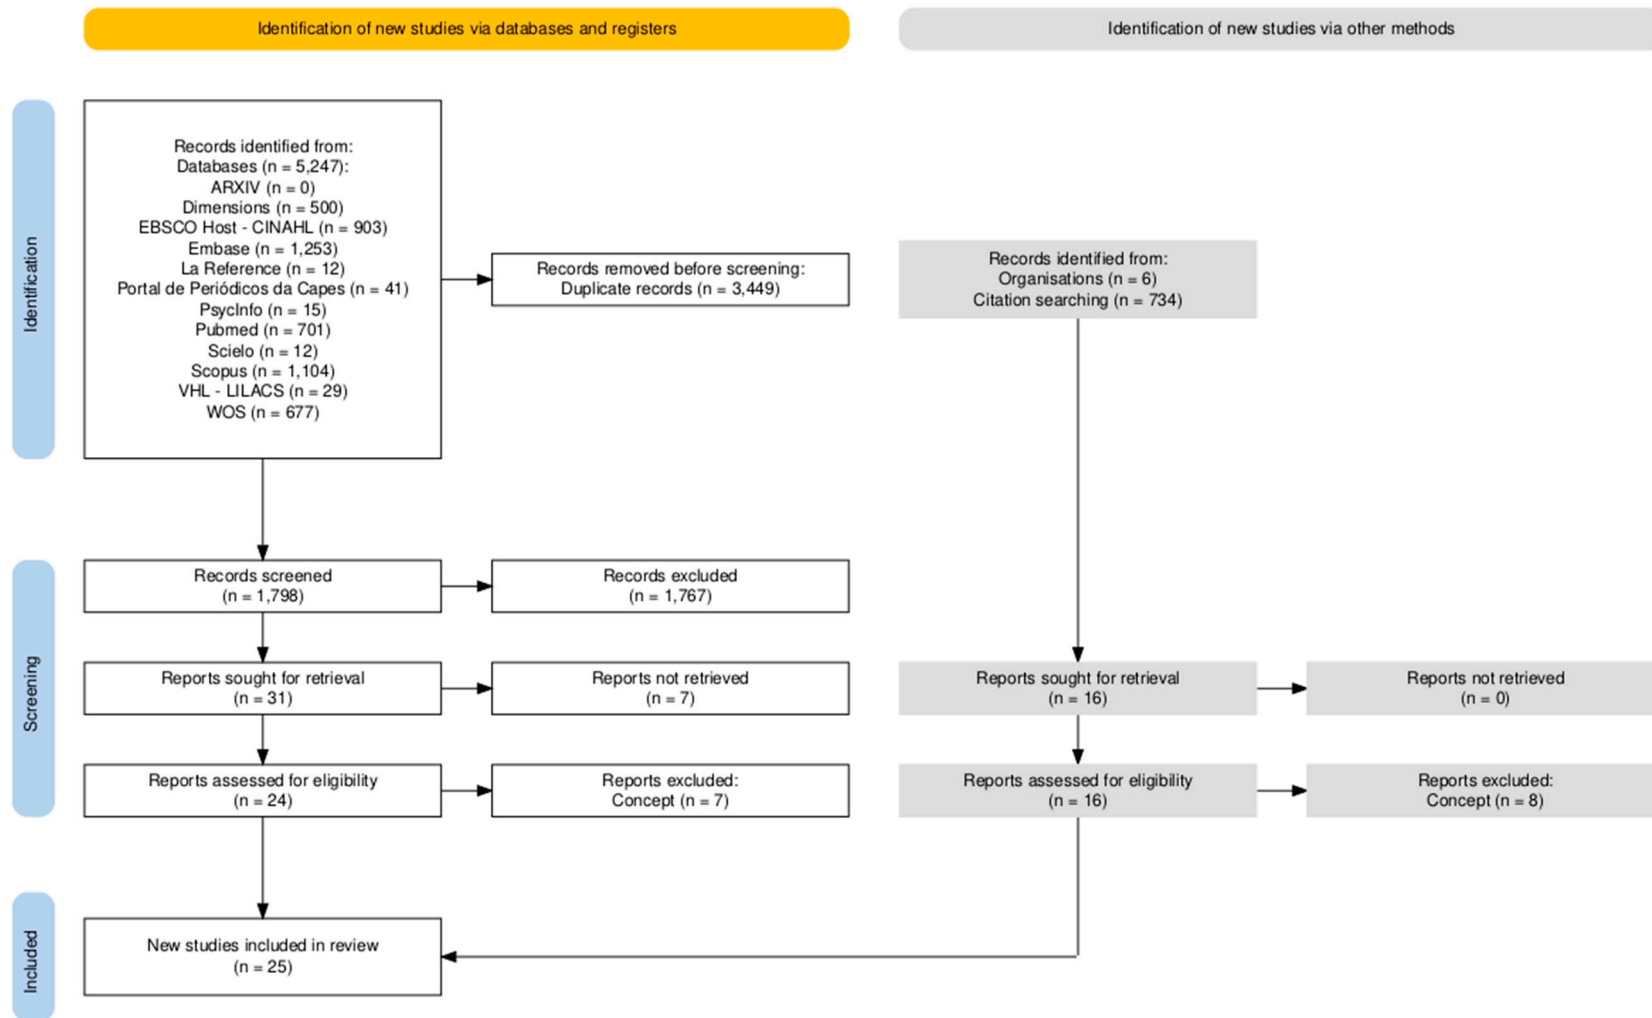 Identification of new studies via databases and registers
Identification of new studies via other methods
Identification
Records identified from:
Databases (n = 5,247):
ARXIV (n = 0)
Dimensions (n = 500)
EBSCO Host - CINAHL (n = 903)
Embase (n = 1,253)
La Reference (n = 12)
Portal de Periódicos da Capes (n = 41)
PsycInfo (n = 15)
Pubmed (n = 701)
Scielo (n = 12)
Scopus (n = 1,104)
VHL - LILACS (n = 29)
WOS (n = 677)
Records removed before screening:
Duplicate records (n = 3,449)
Records identified from:
Organisations (n = 6)
Citation searching (n = 734)
Screening
Records screened
(n = 1,798)
Records excluded
(n = 1,767)
Reports sought for retrieval
(n = 31)
Reports not retrieved
(n = 7)
Reports sought for retrieval
(n = 16)
Reports not retrieved
(n = 0)
Reports assessed for eligibility
(n = 24)
Reports excluded:
Concept (n = 7)
Reports assessed for eligibility
(n = 16)
Reports excluded:
Concept (n = 8)
Included
New studies included in review
(n = 25)